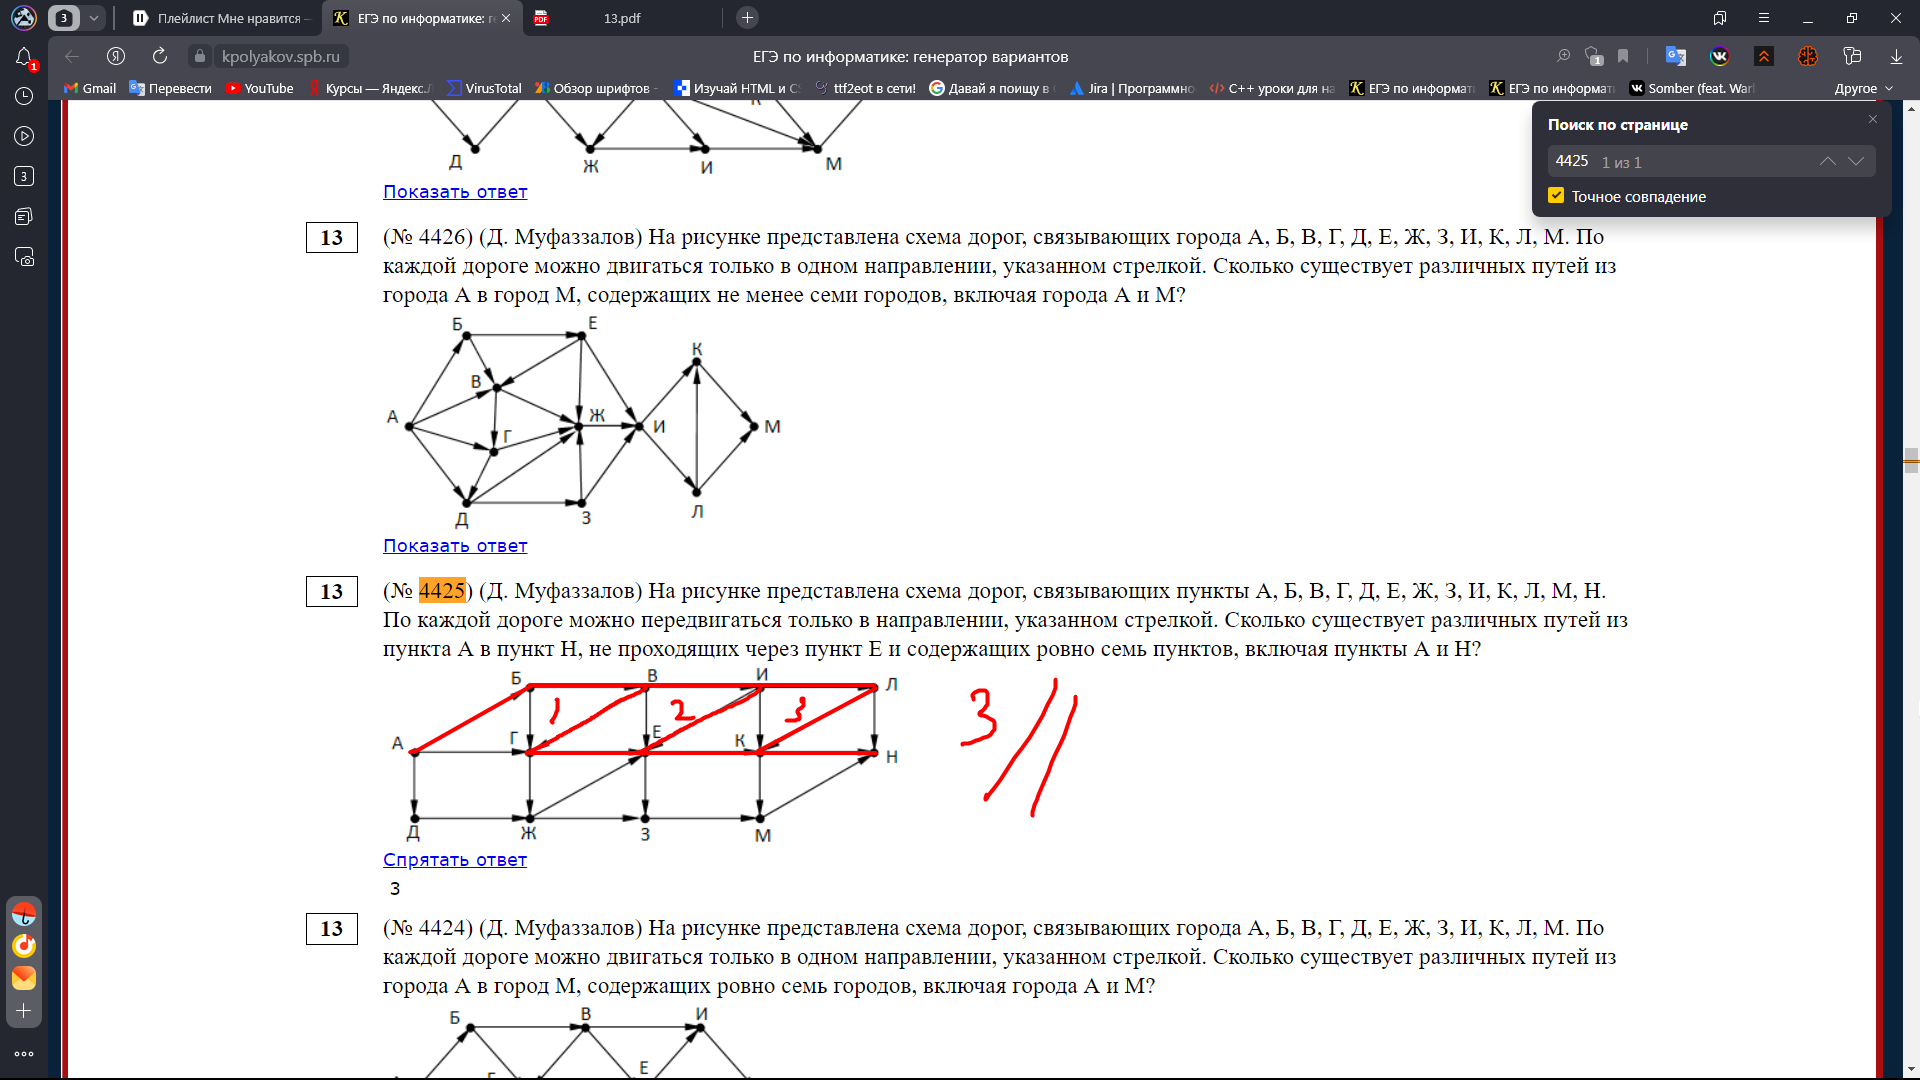 3
Плейлист Мне нравится —
ЕГЭ по информатике: г
13.pdf
kpolyakov.spb.ru
ЕГЭ по информатике: генератор вариантов
1
1
Gmail
Перевести
YouTube
Курсы — Яндекс.
VirusTotal
Обзор шрифтов -
Изучай HTML и C
ttf2eot в сети!
Давай я поищу в
Jira | Программно
C++ уроки для на
ЕГЭ по информат
ЕГЭ по информат
Somber (feat. War
Другое
3
Поиск по странице
4425 1 из 1
Точное совпадение
К
Д Ж И М
Показать ответ
13
(№ 4426) (Д. Муфаззалов) На рисунке представлена схема дорог, связывающих города А, Б, В, Г, Д, Е, Ж, З, И, К, Л, М. По
каждой дороге можно двигаться только в одном направлении, указанном стрелкой. Сколько существует различных путей из
города А в город М, содержащих не менее семи городов, включая города А и М?
Б Е
К
В
А Ж И М
Г
Д З Л
Показать ответ
13
(№ 4425) (Д. Муфаззалов) На рисунке представлена схема дорог, связывающих пункты А, Б, В, Г, Д, Е, Ж, З, И, К, Л, М, Н.
По каждой дороге можно передвигаться только в направлении, указанном стрелкой. Сколько существует различных путей из
пункта А в пункт Н, не проходящих через пункт Е и содержащих ровно семь пунктов, включая пункты А и Н?
Б В И Л
1 2 3 3
А Г Е К Н
Д Ж З М
Спрятать ответ
3
13
(№ 4424) (Д. Муфаззалов) На рисунке представлена схема дорог, связывающих города А, Б, В, Г, Д, Е, Ж, З, И, К, Л, М. По
каждой дороге можно двигаться только в одном направлении, указанном стрелкой. Сколько существует различных путей из
города А в город М, содержащих ровно семь городов, включая города А и М?
Б В И
Е